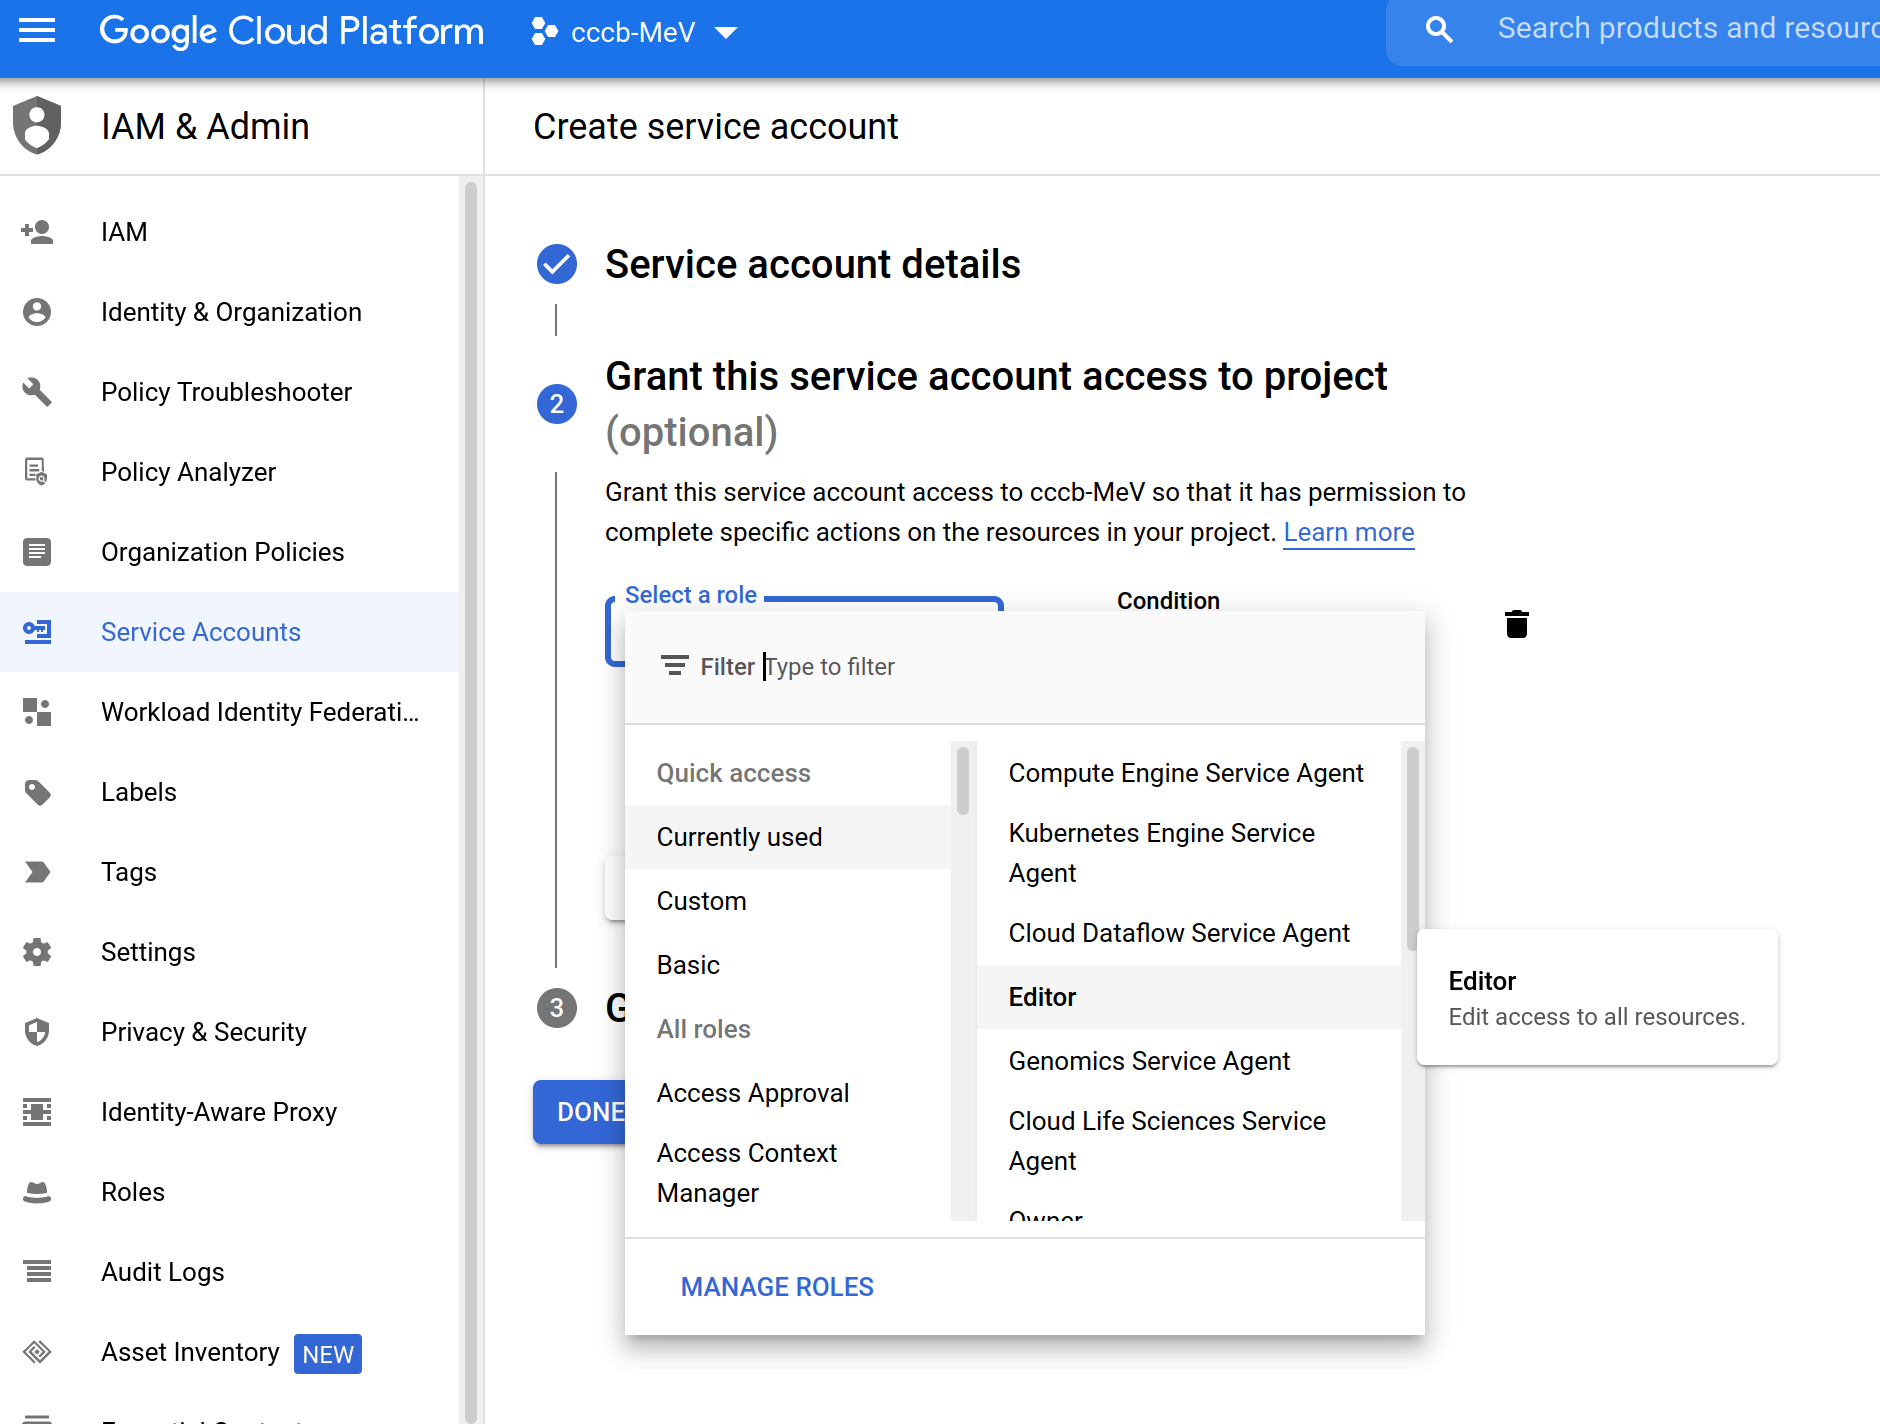 Google Cloud Platform
cccb-MeV
Search products and resourc
IAM & Admin
Create service account
IAM
Identity & Organization
Policy Troubleshooter
Policy Analyzer
Organization Policies
Service Accounts
Workload Identity Federati...
Labels
Tags
Settings
Privacy & Security
Identity-Aware Proxy
Roles
Audit Logs
Asset Inventory NEW
Service account details
2
Grant this service account access to project
(optional)
Grant this service account access to cccb-MeV so that it has permission to
complete specific actions on the resources in your project. Learn more
Select a role
Condition
Filter Type to filter
Quick access
Currently used
Custom
Basic
All roles
Access Approval
Access Context
Manager
Compute Engine Service Agent
Kubernetes Engine Service
Agent
Cloud Dataflow Service Agent
Editor
Genomics Service Agent
Cloud Life Sciences Service
Agent
Owner
MANAGE ROLES
Editor
Edit access to all resources.
3
G
DONE